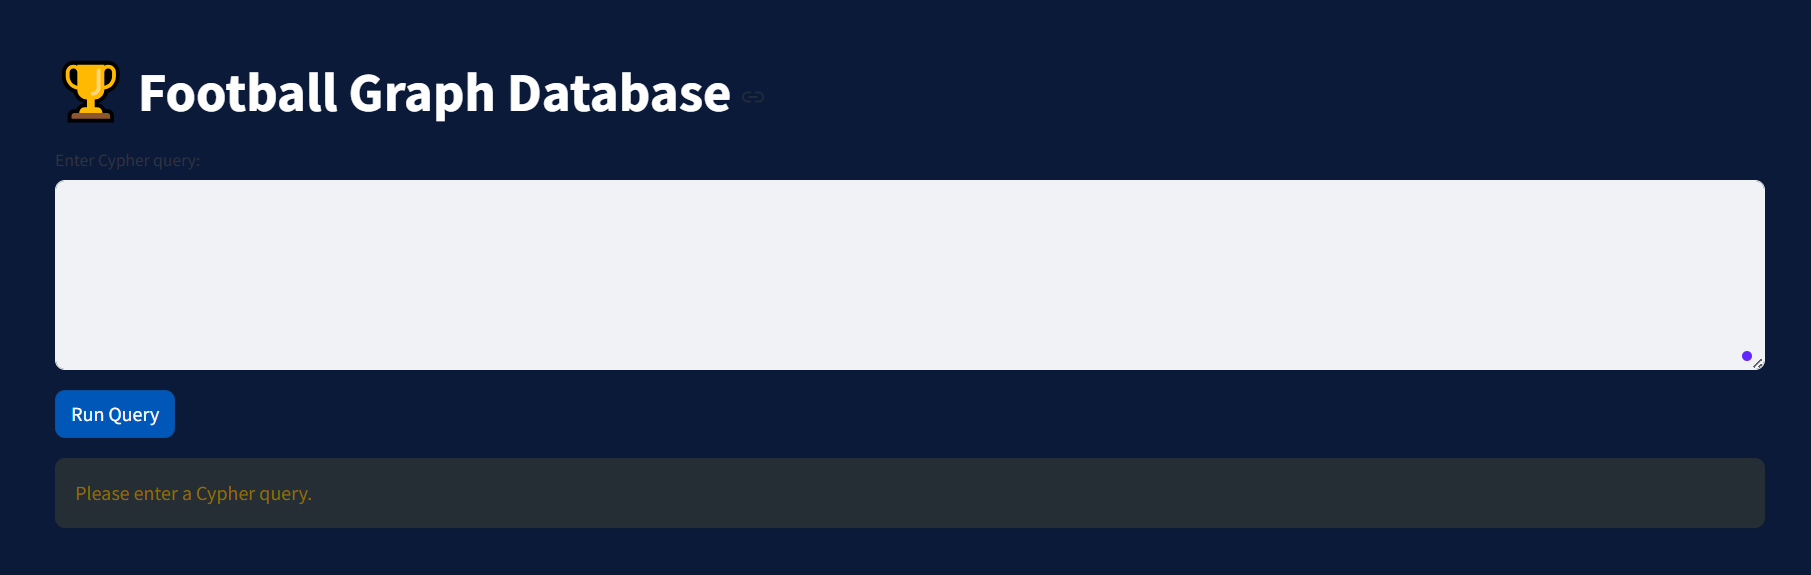 Football Graph Database
Enter Cypher query:
Run Query
Please enter a Cypher query.